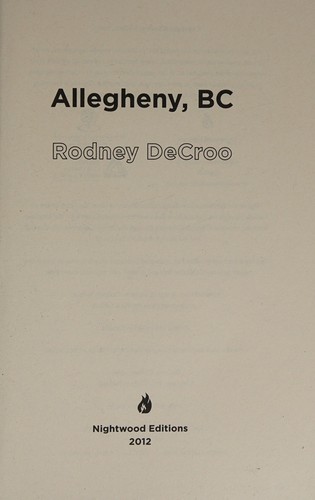 Allegheny, BC
Rodney DeCroo
Nightwood Editions
2012